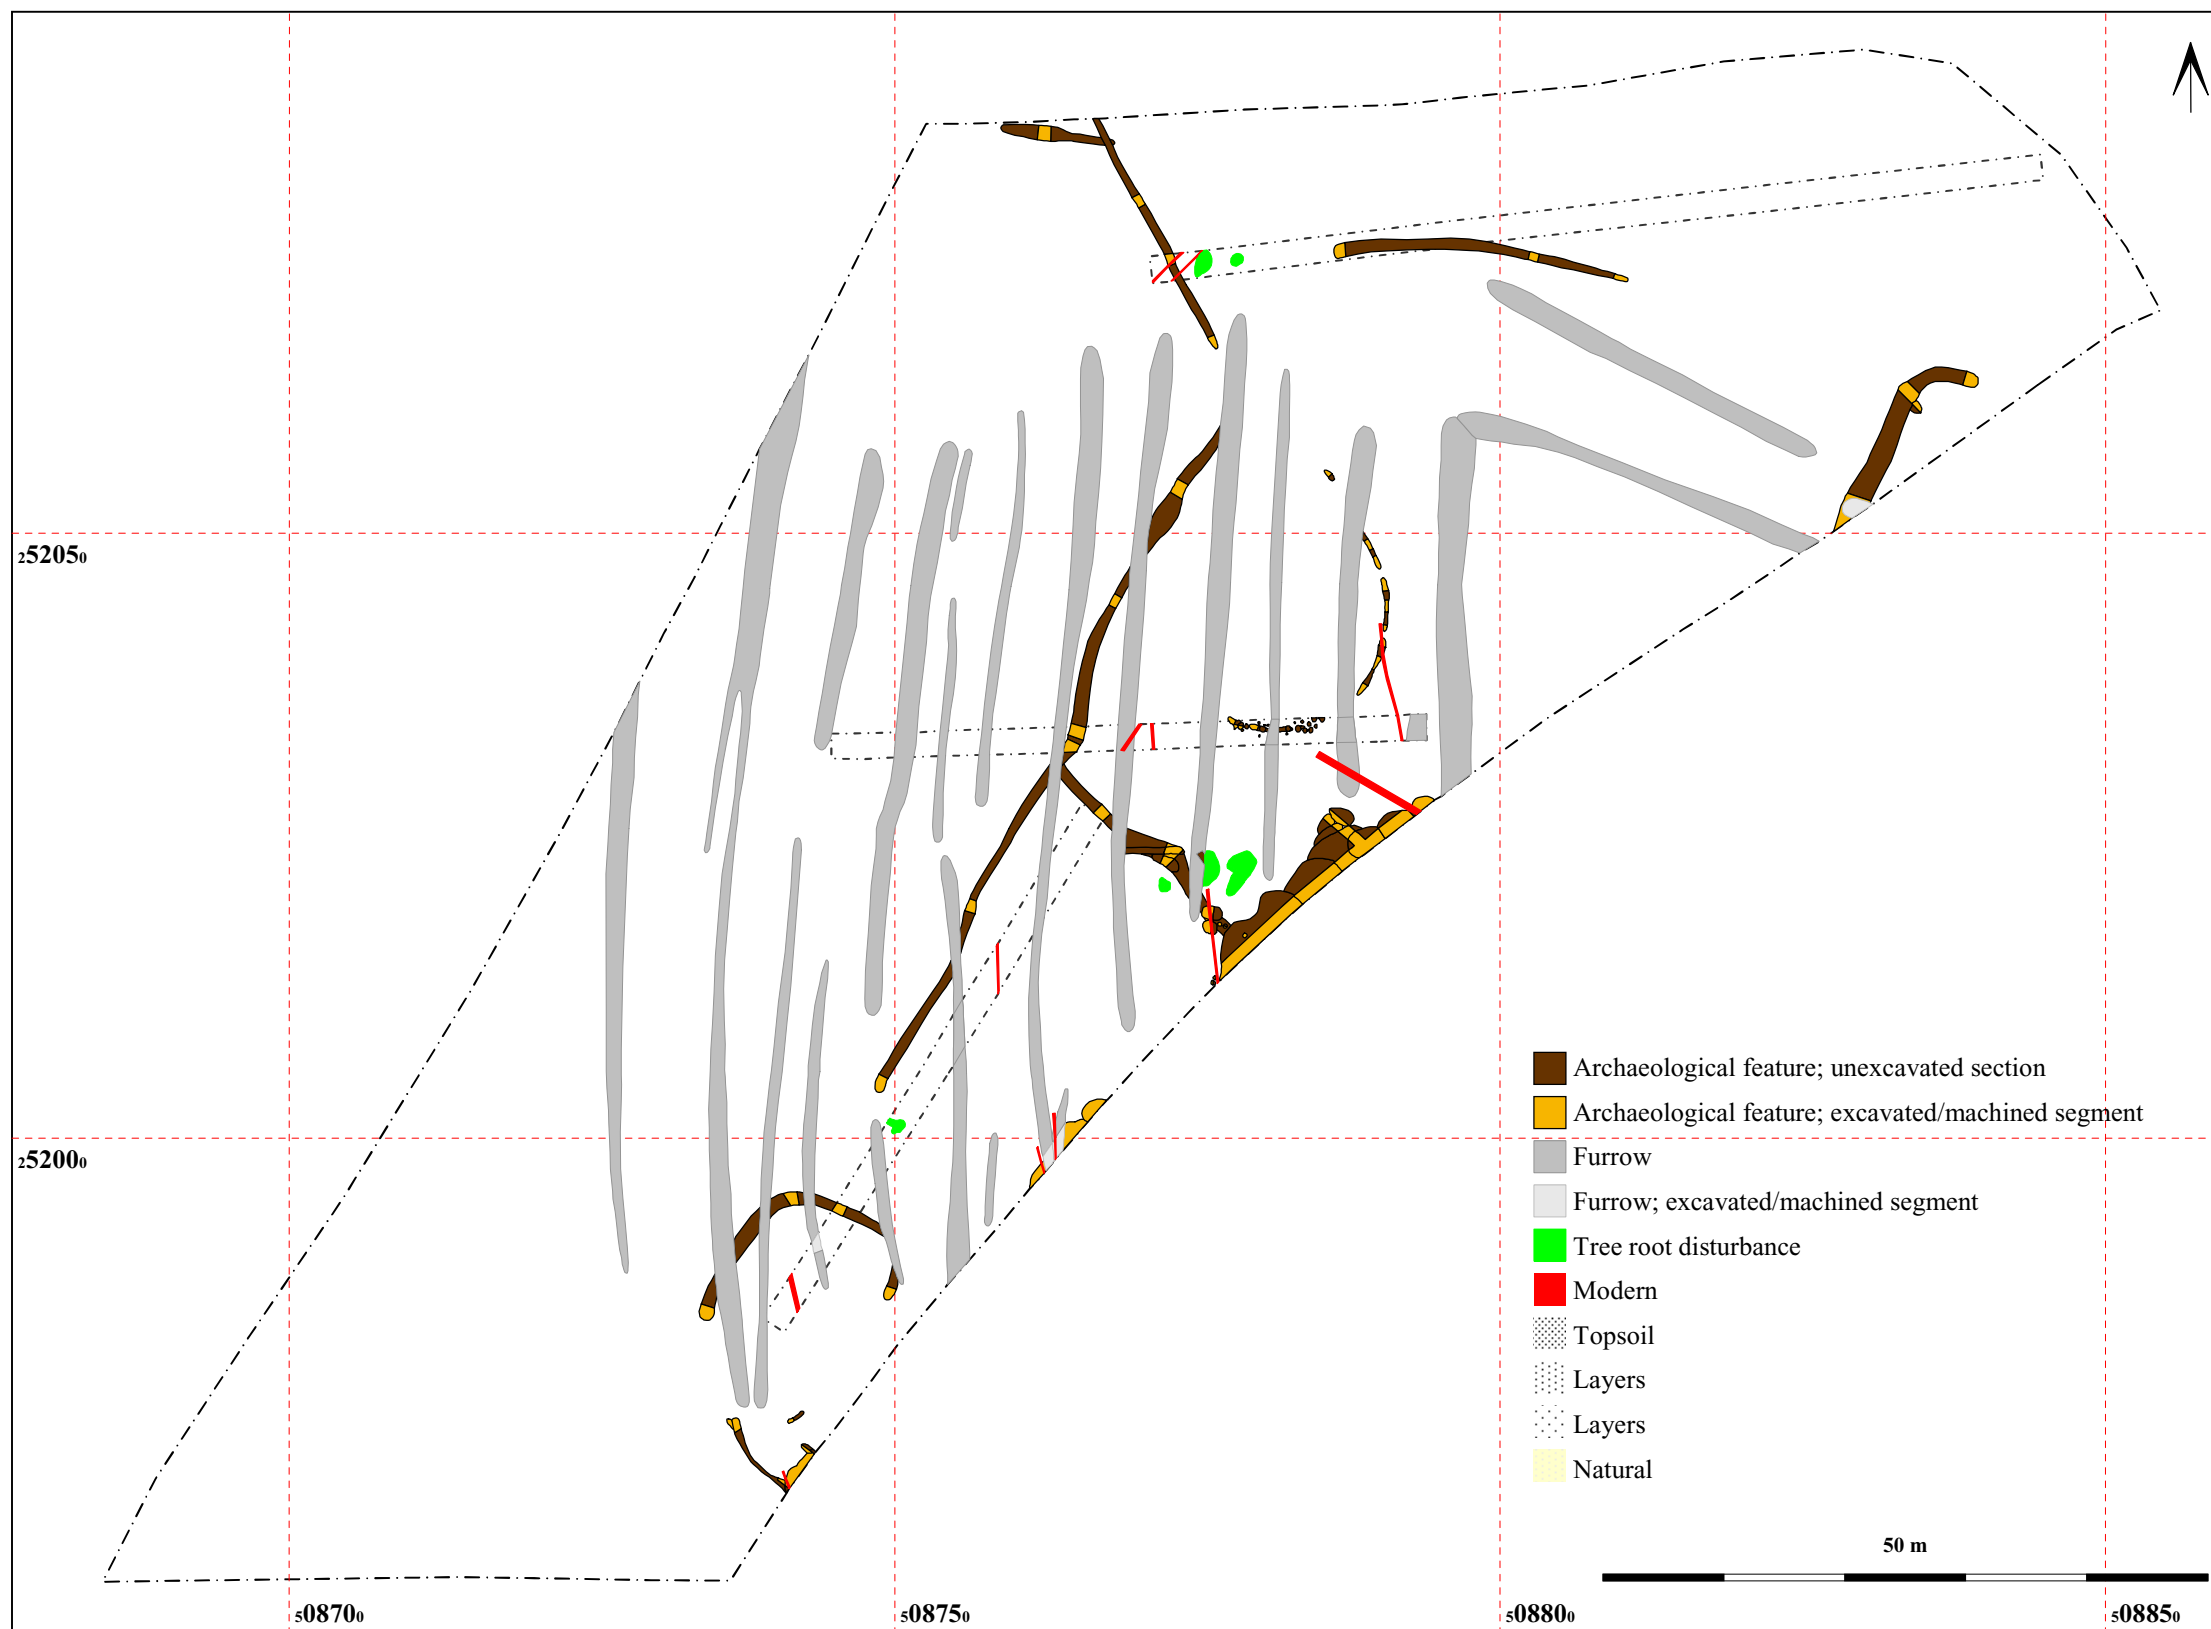 252050
Archaeological feature; unexcavated section
Archaeological feature; excavated/machined segment
252000
Furrow
Furrow; excavated/machined segment
Tree root disturbance
Modern
Topsoil
Layers
Layers
Natural
50 m
508700
508750
508800
508850